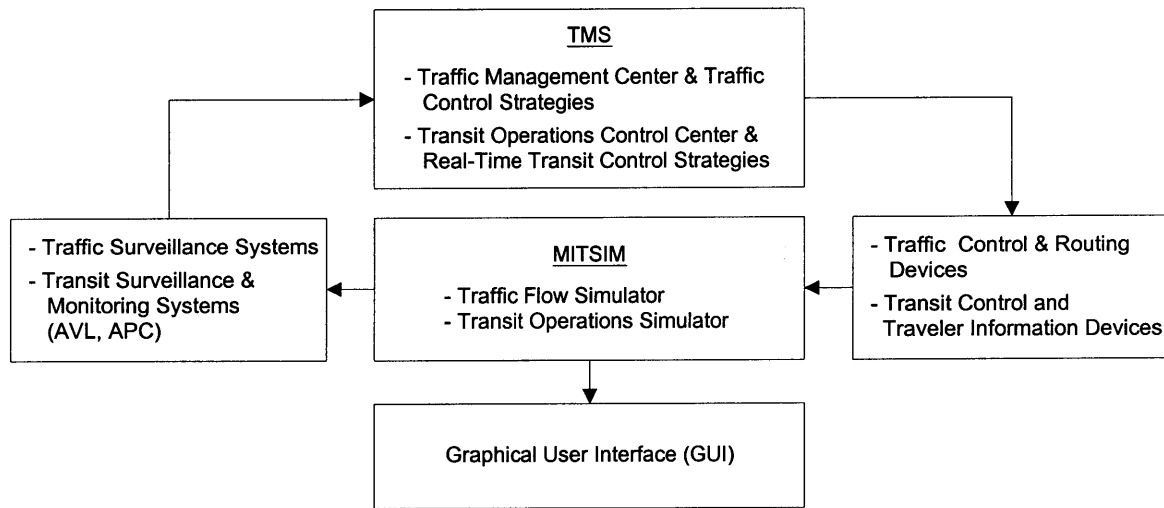 TMS
- Traffic Management Center & Traffic
Control Strategies
- Transit Operations Control Center &
Real-Time Transit Control Strategies
- Traffic Surveillance Systems
- Transit Surveillance &
Monitoring Systems
(AVL, APC)
MITSIM
- Traffic Flow Simulator
- Transit Operations Simulator
- Traffic Control & Routing
Devices
- Transit Control and
Traveler Information Devices
Graphical User Interface (GUI)